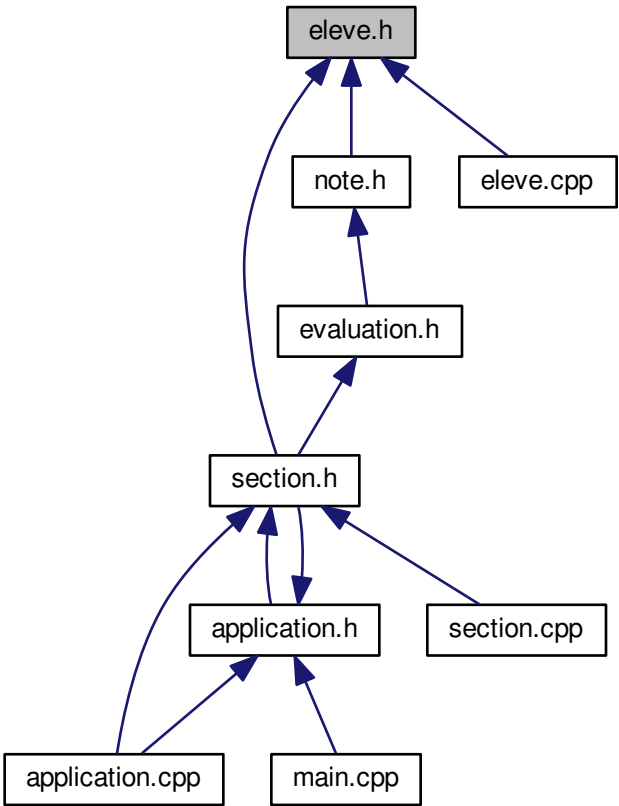 eleve.h
note.h
eleve.cpp
evaluation.h
section.h
application.h
section.cpp
application.cpp
main.cpp